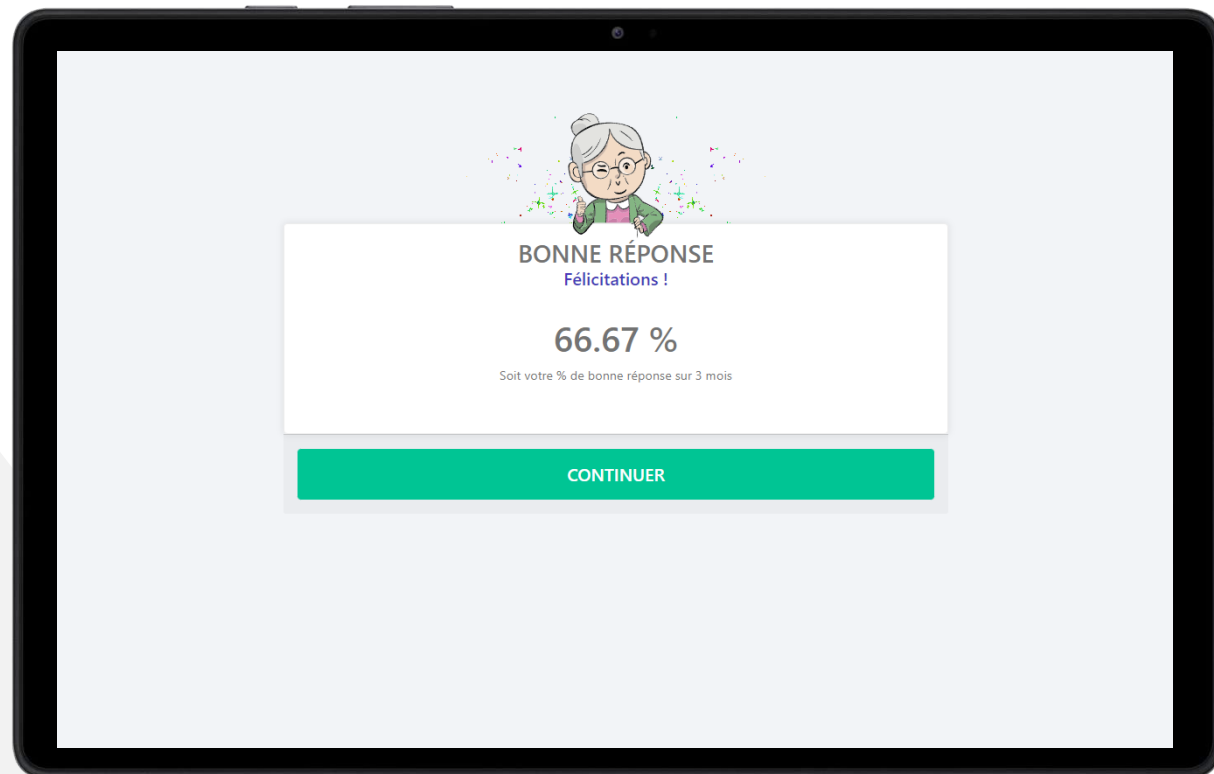 BONNE RÉPONSE
Félicitations !
66.67 %
Soit votre % de bonne réponse sur 3 mois
CONTINUER